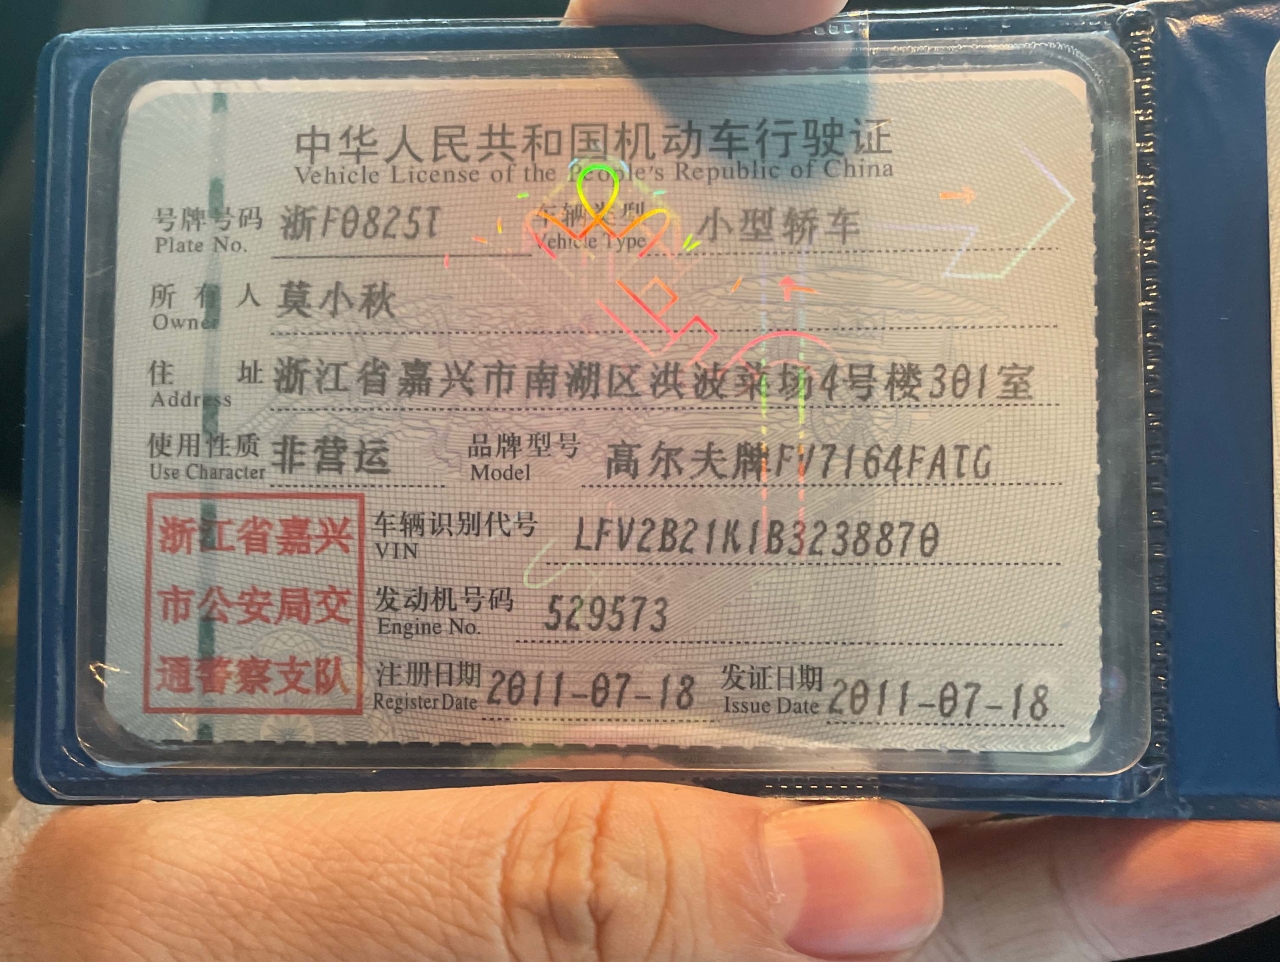 中华人民共和国机动车行驶证
Vehicle License of the People's Republic of China
号牌号码 浙F0825T 车辆类型 小型轿车
Plate No. Vehicle Type
所有人 莫小秋
Owner
住址 浙江省嘉兴市南湖区洪波菜场4号楼301室
Address
使用性质 非营运 品牌型号 高尔夫牌FV7164FATG
Use Character Model
浙江省嘉兴
市公安局交
通警察支队
车辆识别代号 LFV2B21K1B3238870
VIN
发动机号码 529573
Engine No.
注册日期 2011-07-18 发证日期 2011-07-18
Register Date Issue Date